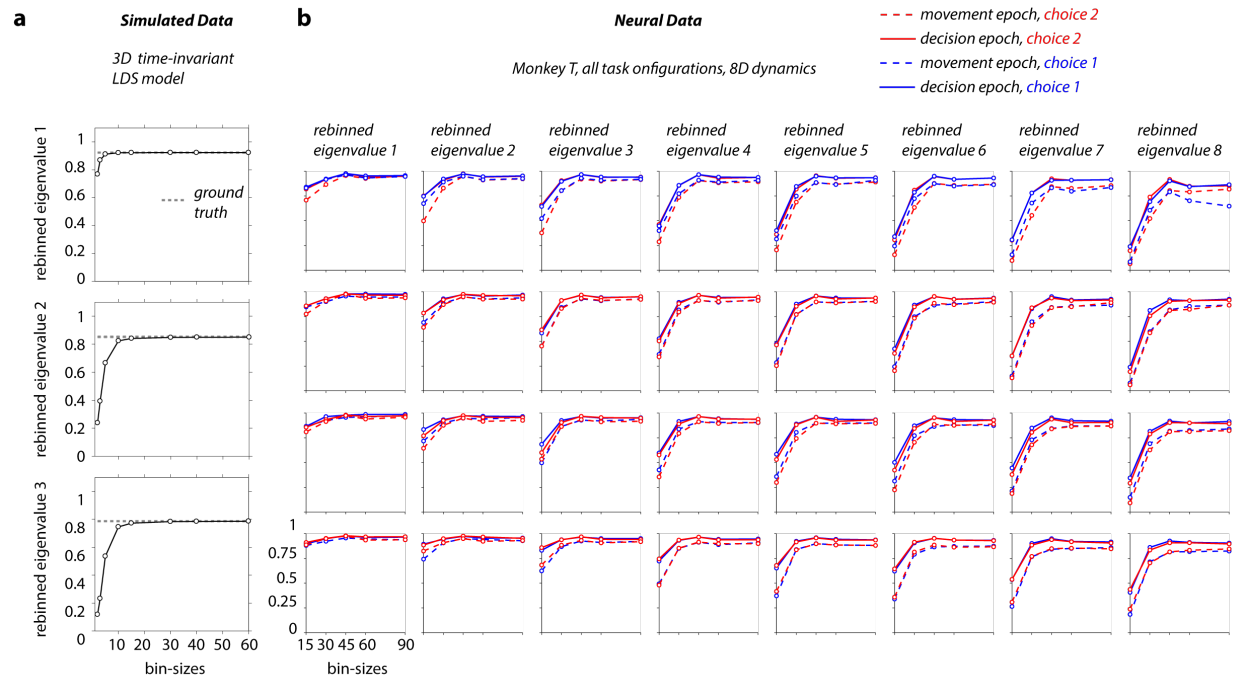 a
Simulated Data
3D time-invariant
LDS model
b
Neural Data
Monkey T, all task onfigurations, 8D dynamics
movement epoch, choice 2
decision epoch, choice 2
movement epoch, choice 1
decision epoch, choice 1
rebinned eigenvalue 1
1
0.8
0.6
0.4
0.2
0
ground
truth
rebinned eigenvalue 2
1
0.8
0.6
0.4
0.2
0
rebinned eigenvalue 3
1
0.8
0.6
0.4
0.2
0
10 20 30 40 50 60
bin-sizes
rebinned
eigenvalue 1
rebinned
eigenvalue 2
rebinned
eigenvalue 3
rebinned
eigenvalue 4
rebinned
eigenvalue 5
rebinned
eigenvalue 6
rebinned
eigenvalue 7
rebinned
eigenvalue 8
1
0.75
0.5
0.25
0
15 30 45 60 90
bin-sizes